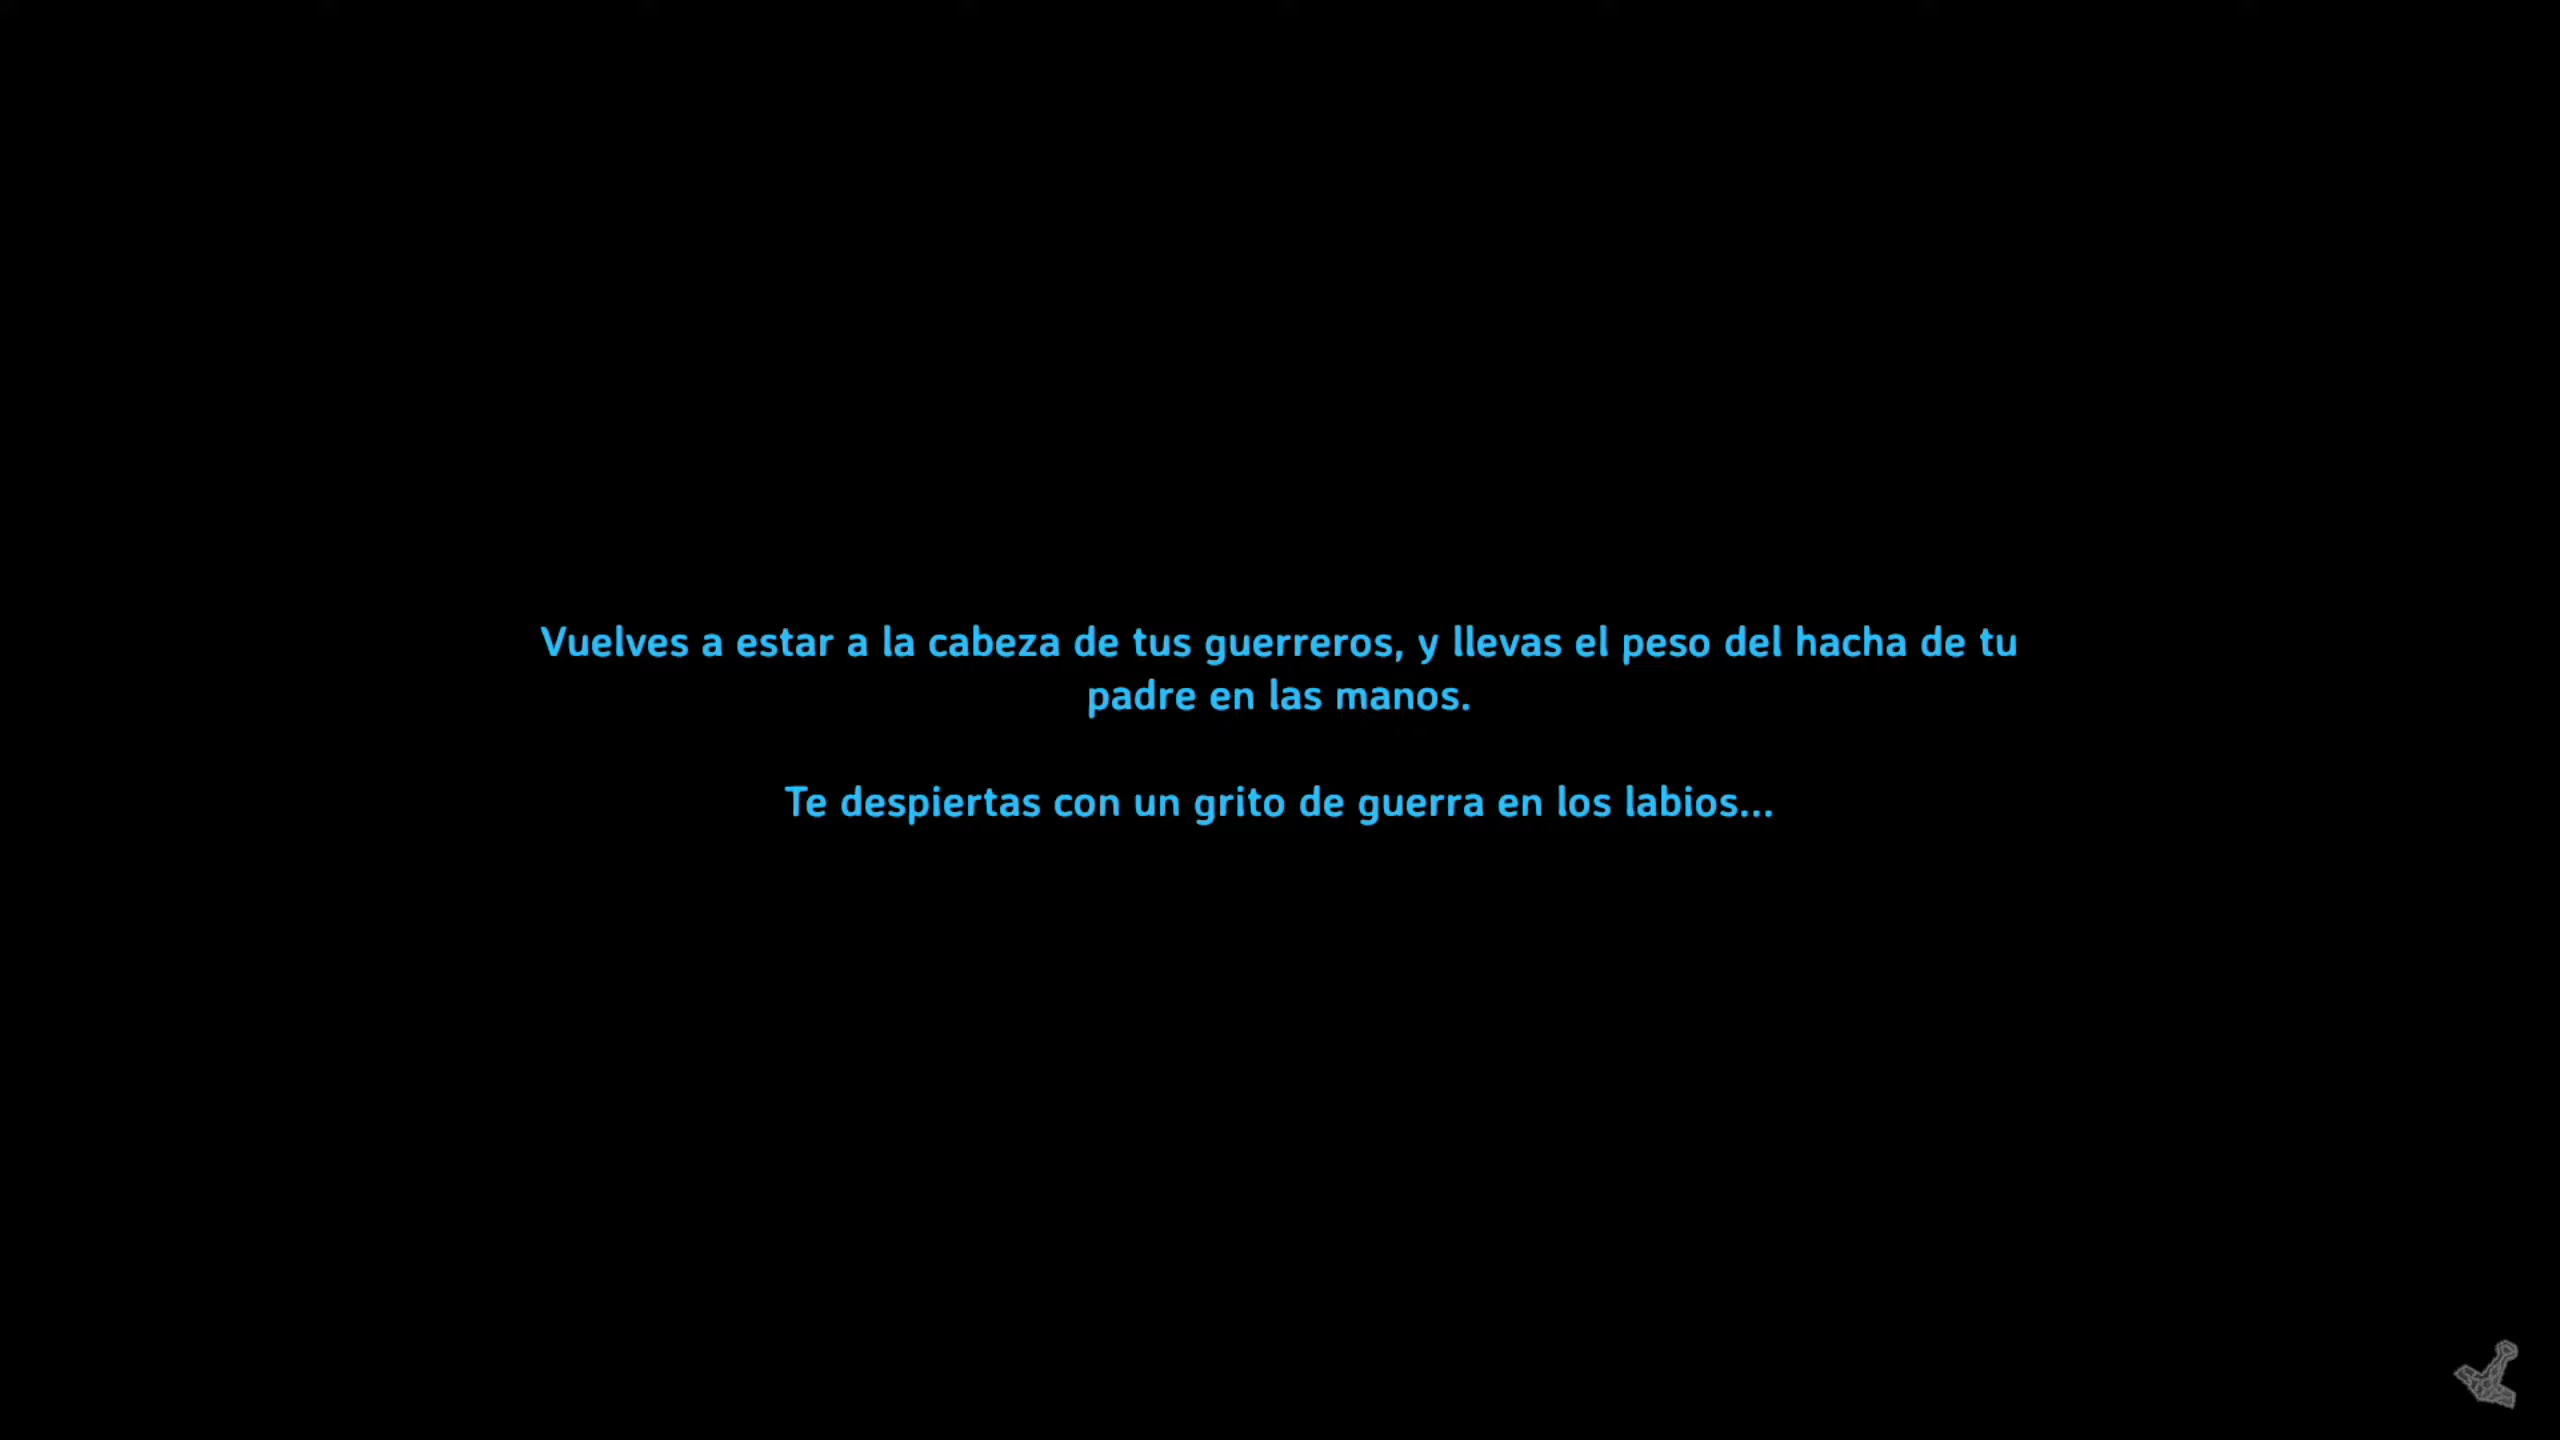 Vuelves a estar a la cabeza de tus guerreros, y llevas el peso del hacha de tu
padre en las manos.
Te despiertas con un grito de guerra en los labios...